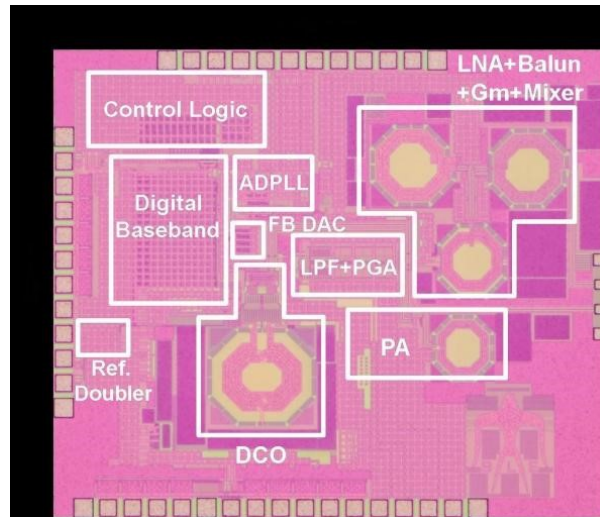 LNA+Balun
+Gm+Mixer
Control Logic
ADPLL
Digital
Baseband
FB DAC
LPF+PGA
Ref.
Doubler
PA
DCO